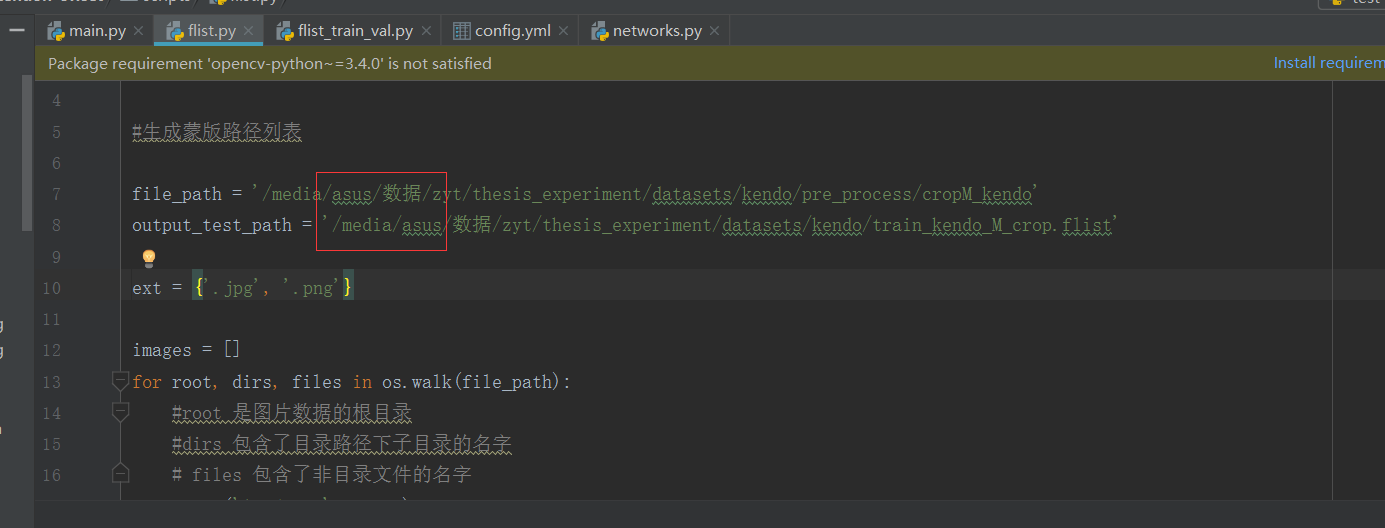 main.py
flist.py
flist_train_val.py
config.yml
networks.py
Package requirement 'opencv-python~=3.4.0' is not satisfied
Install requirem
4
5 #生成蒙版路径列表
6
7 file_path = '/media/asus/数据/zyt/thesis_experiment/datasets/kendo/pre_process/cropM_kendo'
8 output_test_path = '/media/asus/数据/zyt/thesis_experiment/datasets/kendo/train_kendo_M_crop.flist'
9
10 ext = {'.jpg', '.png'}
11
12 images = []
13 for root, dirs, files in os.walk(file_path):
14 #root 是图片数据的根目录
15 #dirs 包含了目录路径下子目录的名字
16 # files 包含了非目录文件的名字